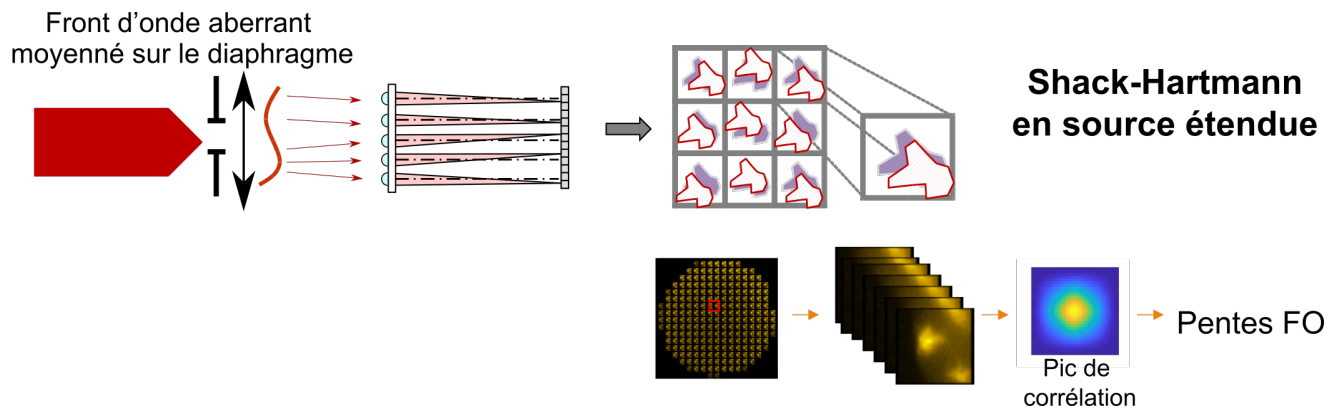 Front d’onde aberrant
moyenné sur le diaphragme
Shack-Hartmann
en source étendue
Pentes FO
Pic de
corrélation